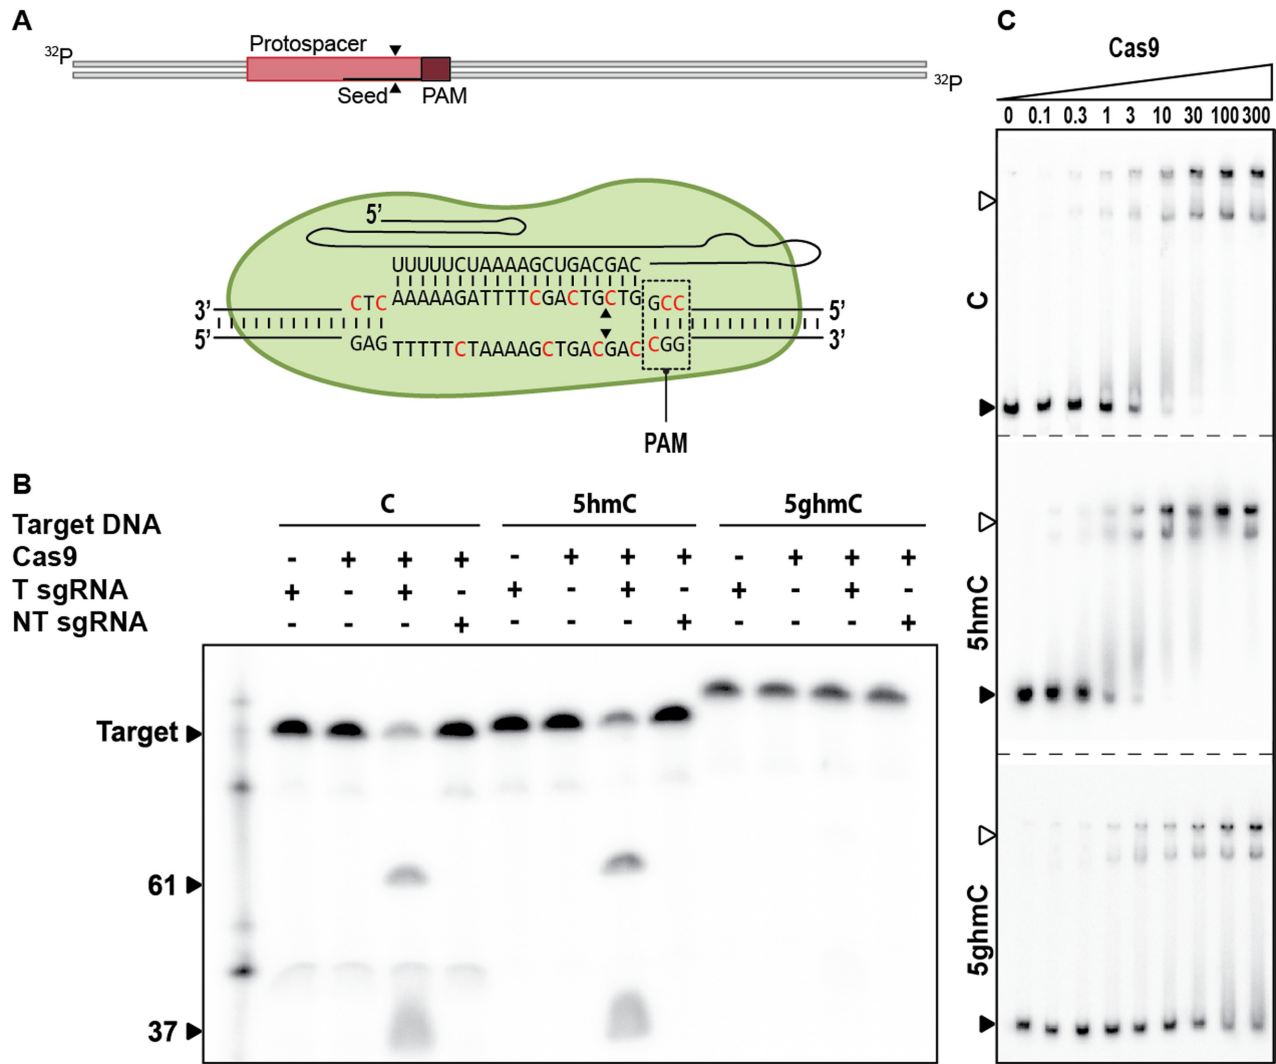 A
³²P
Protospacer
Seed
PAM
³²P
5’
UUUUUCUAAAAGCUGACGAC
CTC AAAAAGATTTTCGACTGCTG GCC
3’ 5’
5’ 3’
GAG TTTTTCTAAAAGCTGACGAC CGG
PAM
B
C 5hmC 5ghmC
Target DNA
Cas9 - + + + - + + + - + + +
T sgRNA + - + - + - + - + - + -
NT sgRNA - - - + - - - + - - - +
Target
61
37
C
Cas9
0 0.1 0.3 1 3 10 30 100 300
C
5hmC
5ghmC